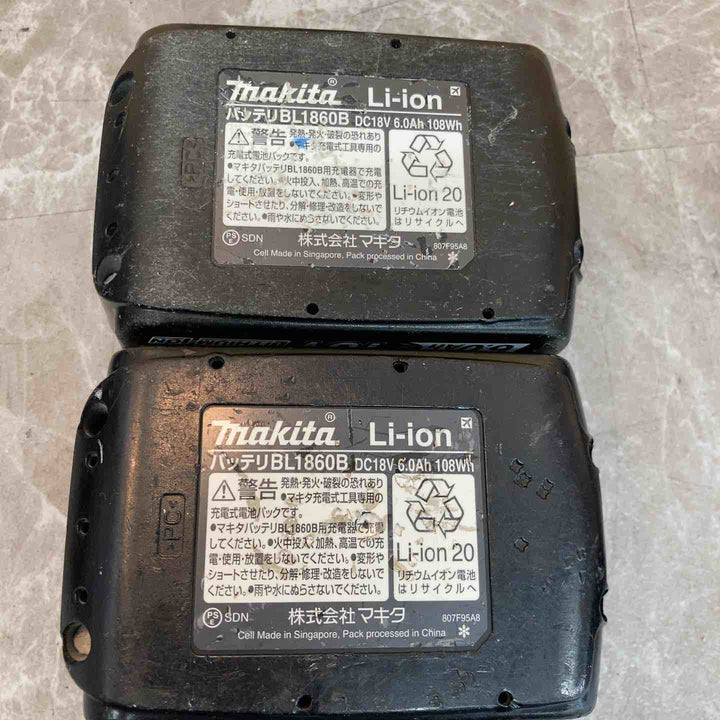 makita® Li-ion
バッテリBL1860B DC18V 6.0Ah 108Wh
警告 発熱・発火・破裂の恐れあり
●マキタ充電式工具専用の
充電式電池パックです。
●マキタバッテリBL1860B用充電器で充電
してください。●火中投入、加熱、高温での充
電・使用・放置をしないでください。●変形や
ショートさせたり、分解・修理・改造をしないで
ください。●雨や水にぬらさないでください。
Li-ion 20
リチウムイオン電池
はリサイクルへ
PS E SDN 株式会社マキタ 807F95A8
Cell Made in Singapore, Pack processed in China ✻
>PC<
makita® Li-ion
バッテリBL1860B DC18V 6.0Ah 108Wh
警告 発熱・発火・破裂の恐れあり
●マキタ充電式工具専用の
充電式電池パックです。
●マキタバッテリBL1860B用充電器で充電
してください。●火中投入、加熱、高温での充
電・使用・放置をしないでください。●変形や
ショートさせたり、分解・修理・改造をしないで
ください。●雨や水にぬらさないでください。
Li-ion 20
リチウムイオン電池
はリサイクルへ
PS E SDN 株式会社マキタ 807F95A8
Cell Made in Singapore, Pack processed in China ✻
>PC<